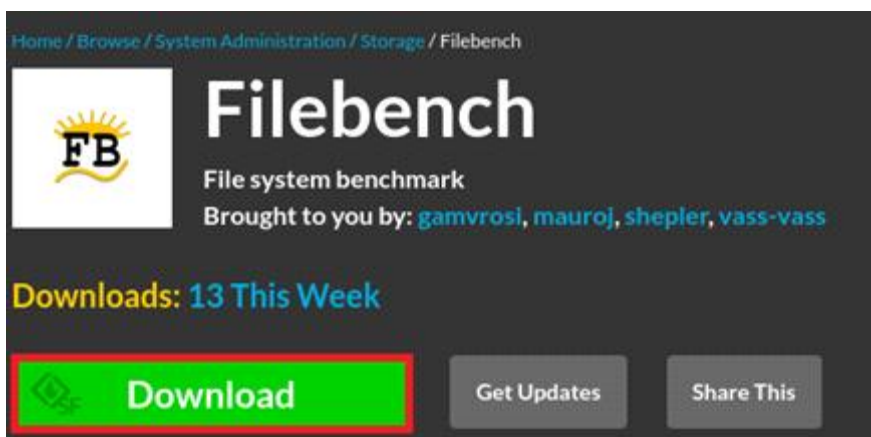 Home / Browse / System Administration / Storage / Filebench
FB
Filebench
File system benchmark
Brought to you by: gamvrosi, mauroj, shepler, vass-vass
Downloads: 13 This Week
SF
Download
Get Updates
Share This